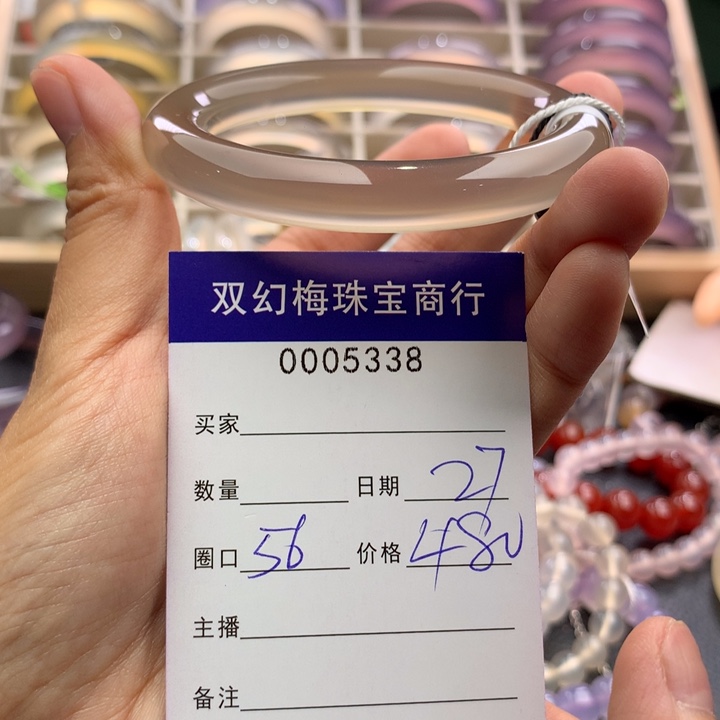 双幻梅珠宝商行
0005338
买家
数量 日期 27
圈口 56 价格 480
主播
备注